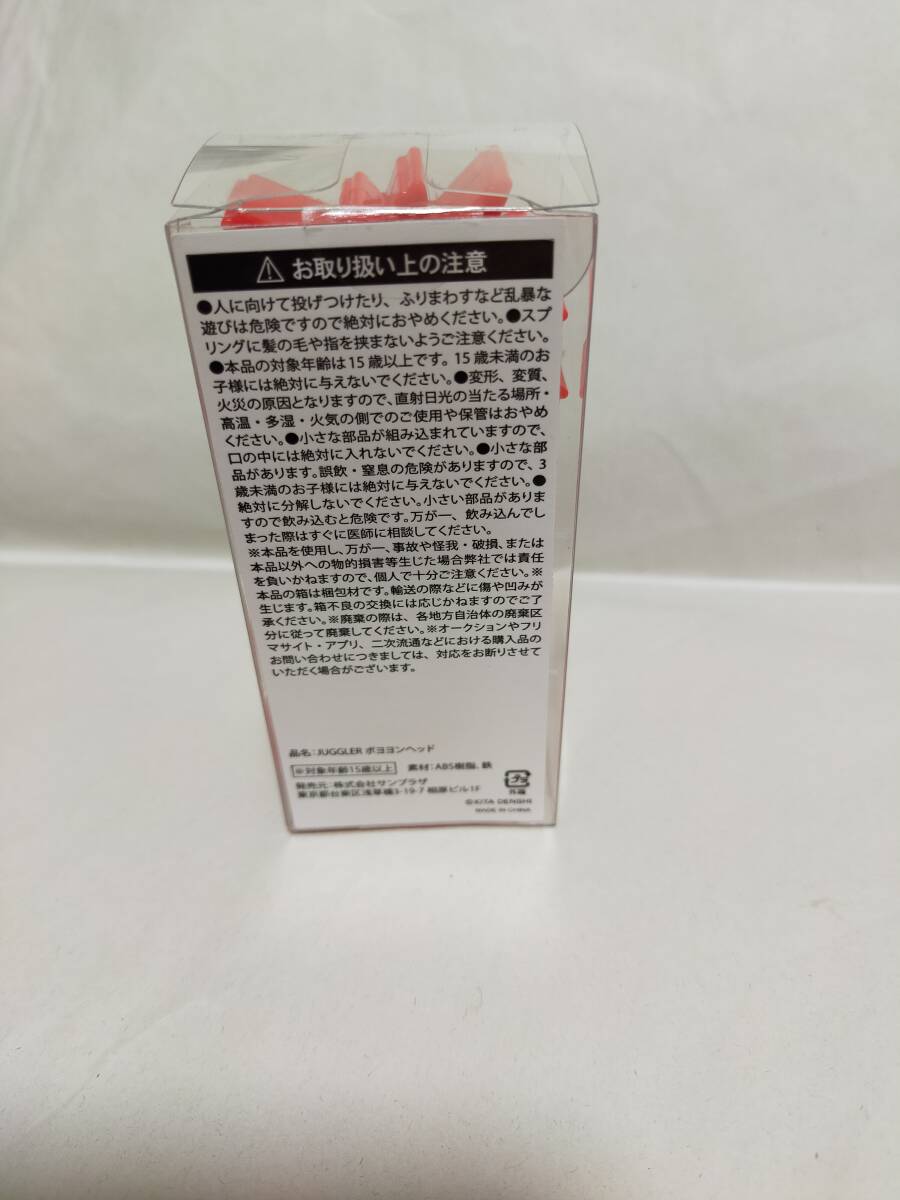 ⚠ お取り扱い上の注意
●人に向けて投げつけたり、ふりまわすなど乱暴な
遊びは危険ですので絶対におやめください。●スプ
リングに髪の毛や指を挟まないようご注意ください。
●本品の対象年齢は15歳以上です。15歳未満のお
子様には絶対に与えないでください。●変形、変質、
火災の原因となりますので、直射日光の当たる場所・
高温・多湿・火気の側でのご使用や保管はおやめ
ください。●小さな部品が組み込まれていますので、
口の中には絶対に入れないでください。●小さな部
品があります。誤飲・窒息の危険がありますので、3
歳未満のお子様には絶対に与えないでください。●
絶対に分解しないでください。小さい部品がありま
すので飲み込むと危険です。万が一、飲み込んでし
まった際はすぐに医師に相談してください。
※本品を使用し、万が一、事故や怪我・破損、または
本品以外への物的損害等生じた場合弊社では責任
を負いかねますので、個人で十分ご注意ください。※
本品の箱は梱包材です。輸送の際などに傷や凹みが
生じます。箱不良の交換には応じかねますのでご了
承ください。※廃棄の際は、各地方自治体の廃棄区
分に従って廃棄してください。※オークションやフリ
マサイト・アプリ、二次流通などにおける購入品の
お問い合わせにつきましては、対応をお断りさせて
いただく場合がございます。
品名：JUGGLER ボヨヨンヘッド
※対象年齢15歳以上 素材：ABS樹脂、鉄
発売元：株式会社サンプラザ
東京都台東区浅草橋3-19-7 相原ビル1F
プラ
外箱
©KITA DENSHI
MADE IN CHINA